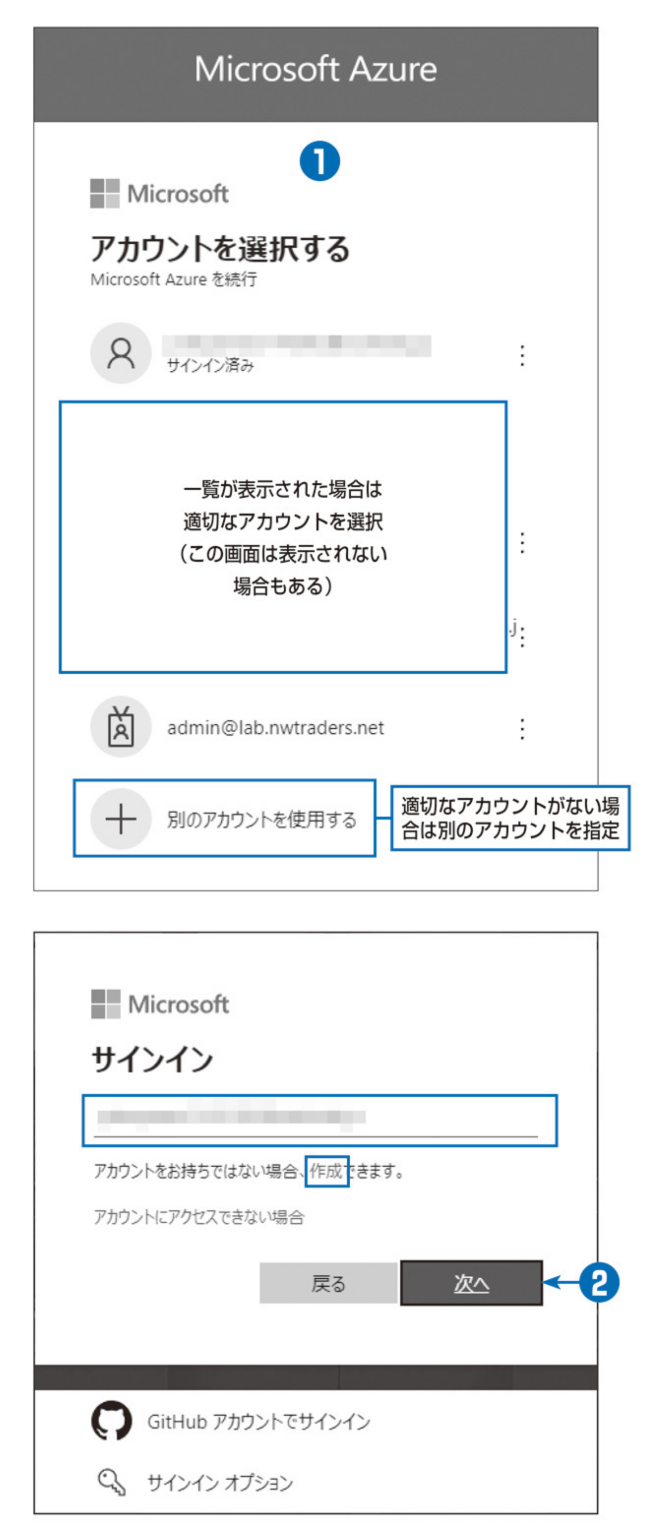 Microsoft Azure
1
Microsoft
アカウントを選択する
Microsoft Azure を続行
サインイン済み
一覧が表示された場合は
適切なアカウントを選択
(この画面は表示されない
場合もある)
.j
admin@lab.nwtraders.net
別のアカウントを使用する
適切なアカウントがない場
合は別のアカウントを指定
Microsoft
サインイン
アカウントをお持ちではない場合、作成できます。
アカウントにアクセスできない場合
戻る
次へ
2
GitHub アカウントでサインイン
サインイン オプション